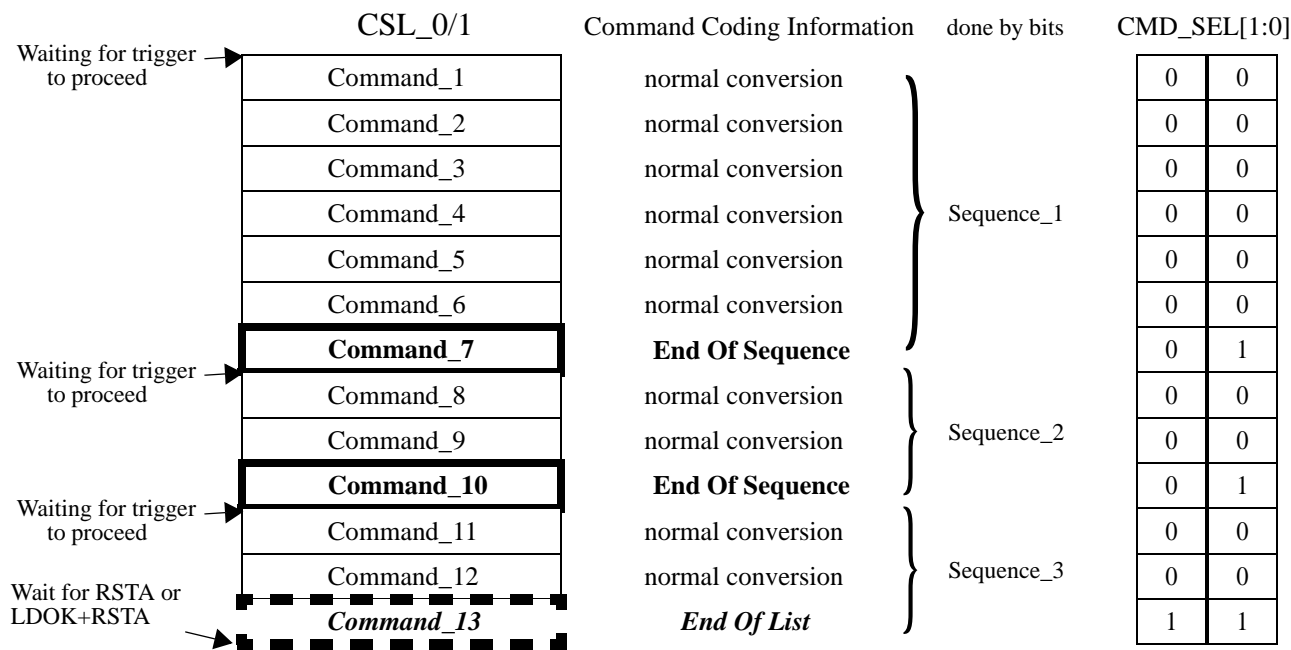 CSL_0/1 Command Coding Information done by bits CMD_SEL[1:0]
Waiting for trigger
to proceed
Command_1 normal conversion 0 0
Command_2 normal conversion 0 0
Command_3 normal conversion 0 0
Command_4 normal conversion Sequence_1 0 0
Command_5 normal conversion 0 0
Command_6 normal conversion 0 0
Command_7 End Of Sequence 0 1
Waiting for trigger
to proceed
Command_8 normal conversion 0 0
Command_9 normal conversion Sequence_2 0 0
Command_10 End Of Sequence 0 1
Waiting for trigger
to proceed
Command_11 normal conversion 0 0
Command_12 normal conversion Sequence_3 0 0
Wait for RSTA or
LDOK+RSTA
Command_13 End Of List 1 1